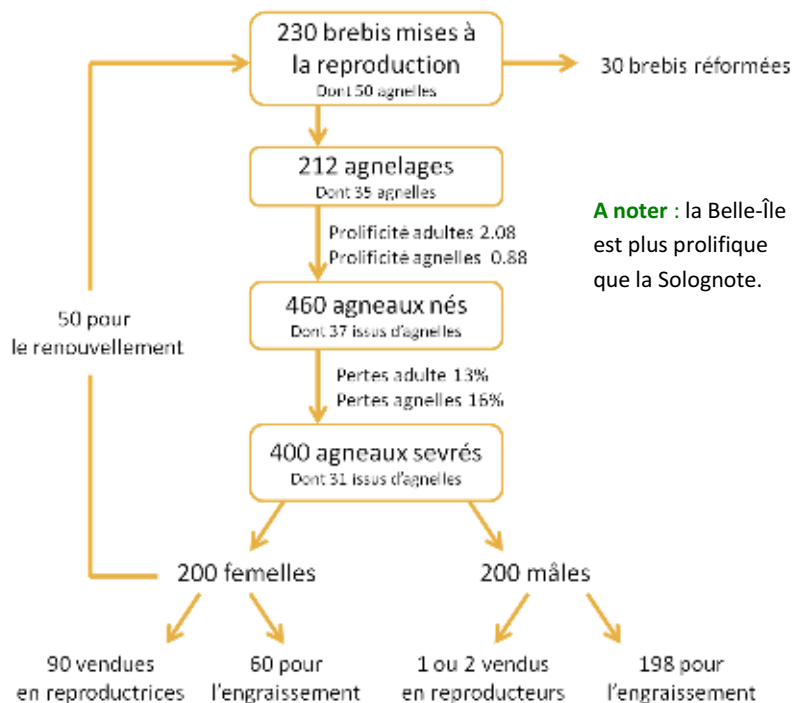 230 brebis mises à
la reproduction
Dont 50 agnelles
30 brebis réformées
212 agnelages
Dont 35 agnelles
A noter : la Belle-Île
est plus prolifique
que la Solognote.
Prolificité adultes 2.08
Prolificité agnelles 0.88
460 agneaux nés
Dont 37 issus d'agnelles
50 pour
le renouvellement
Pertes adulte 13%
Pertes agnelles 16%
400 agneaux sevrés
Dont 31 issus d'agnelles
200 femelles
200 mâles
90 vendues
en reproductrices
60 pour
l'engraissement
1 ou 2 vendus
en reproducteurs
198 pour
l'engraissement